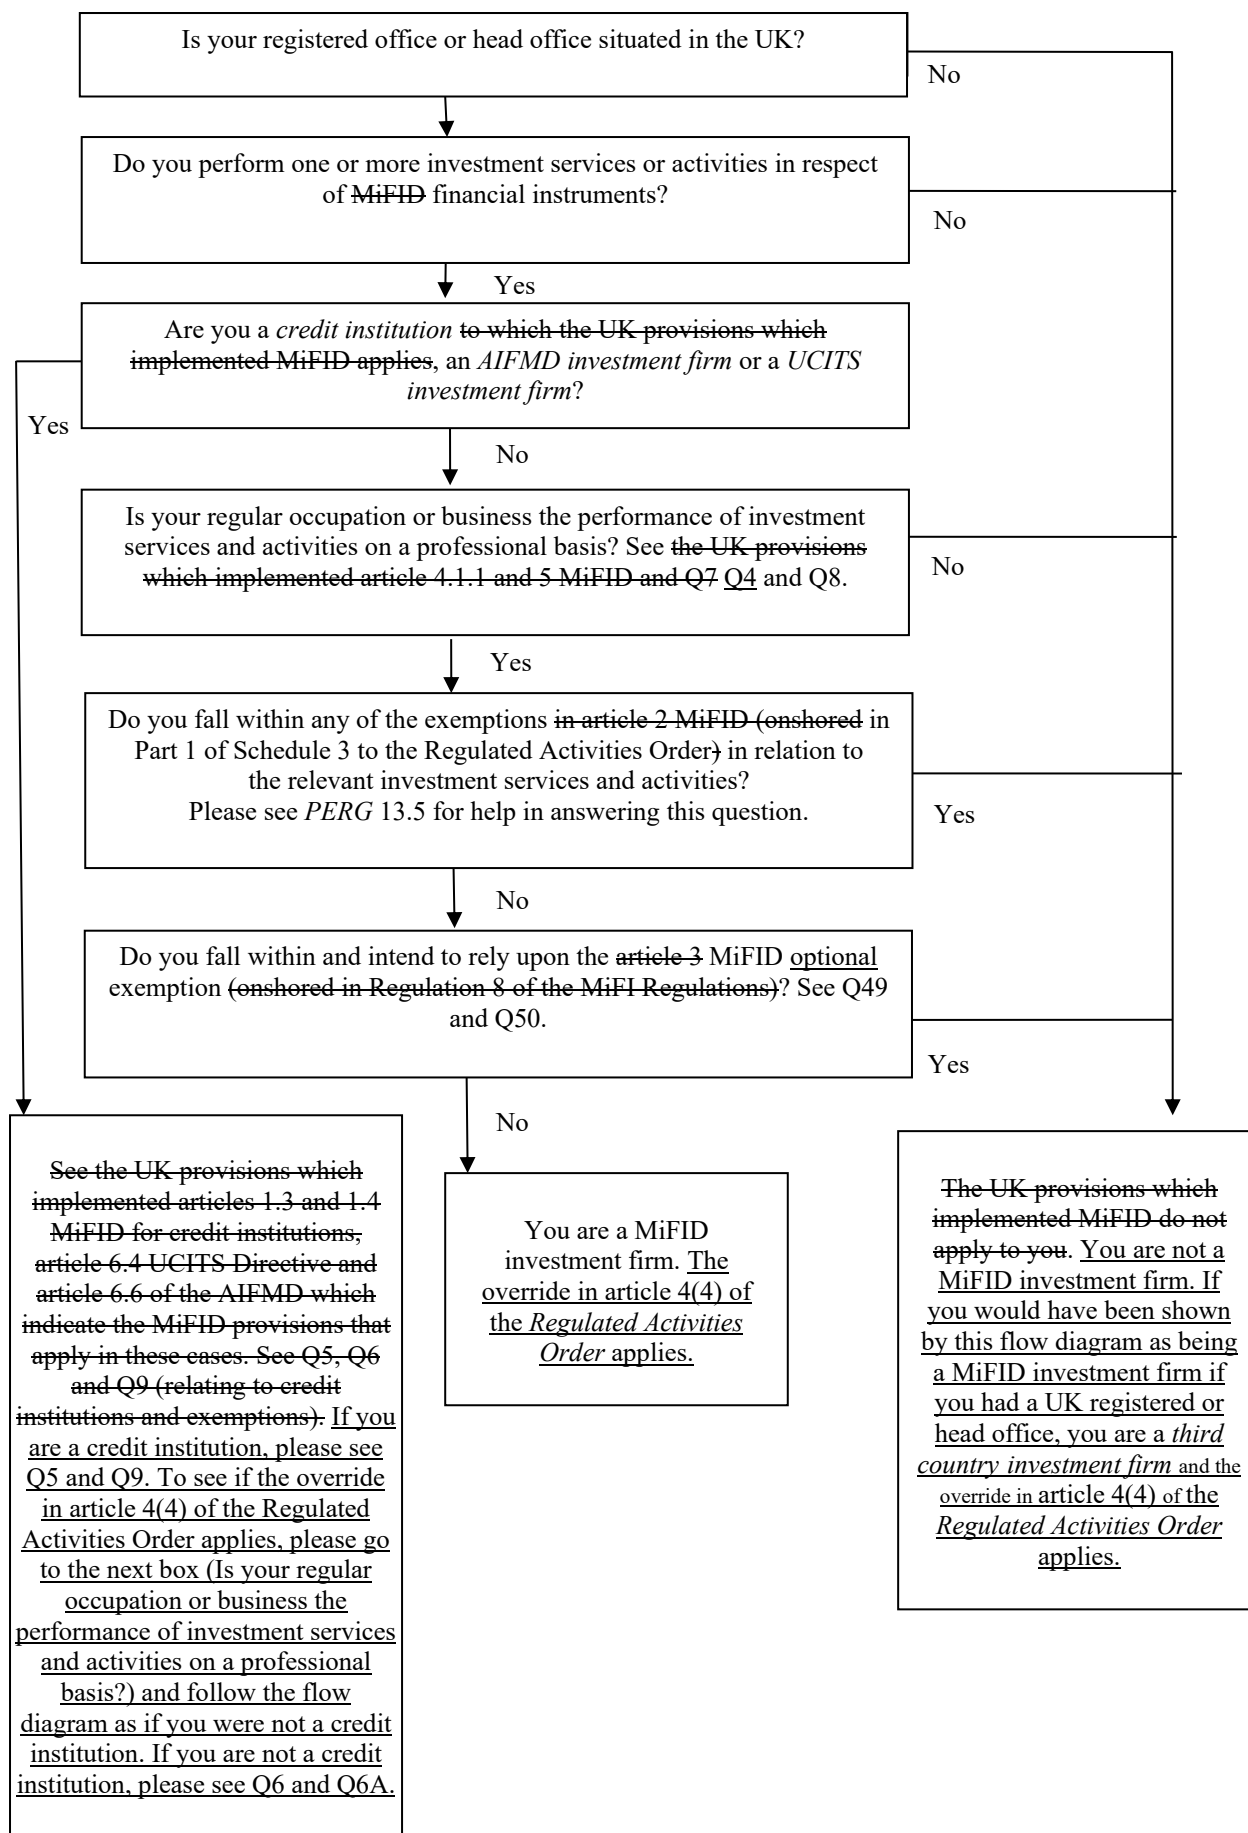 Is your registered office or head office situated in the UK?
No
Do you perform one or more investment services or activities in respect
of MiFID financial instruments?
No
Yes
Are you a credit institution to which the UK provisions which
implemented MiFID applies, an AIFMD investment firm or a UCITS
investment firm?
Yes
No
Is your regular occupation or business the performance of investment
services and activities on a professional basis? See the UK provisions
which implemented article 4.1.1 and 5 MiFID and Q7 Q4 and Q8.
No
Yes
Do you fall within any of the exemptions in article 2 MiFID (onshored in
Part 1 of Schedule 3 to the Regulated Activities Order) in relation to
the relevant investment services and activities?
Please see PERG 13.5 for help in answering this question.
Yes
No
Do you fall within and intend to rely upon the article 3 MiFID optional
exemption (onshored in Regulation 8 of the MiFI Regulations)? See Q49
and Q50.
Yes
No
See the UK provisions which
implemented articles 1.3 and 1.4
MiFID for credit institutions,
article 6.4 UCITS Directive and
article 6.6 of the AIFMD which
indicate the MiFID provisions that
apply in these cases. See Q5, Q6
and Q9 (relating to credit
institutions and exemptions). If you
are a credit institution, please see
Q5 and Q9. To see if the override
in article 4(4) of the Regulated
Activities Order applies, please go
to the next box (Is your regular
occupation or business the
performance of investment services
and activities on a professional
basis?) and follow the flow
diagram as if you were not a credit
institution. If you are not a credit
institution, please see Q6 and Q6A.
You are a MiFID
investment firm. The
override in article 4(4) of
the Regulated Activities
Order applies.
The UK provisions which
implemented MiFID do not
apply to you. You are not a
MiFID investment firm. If
you would have been shown
by this flow diagram as being
a MiFID investment firm if
you had a UK registered or
head office, you are a third
country investment firm and the
override in article 4(4) of the
Regulated Activities Order
applies.